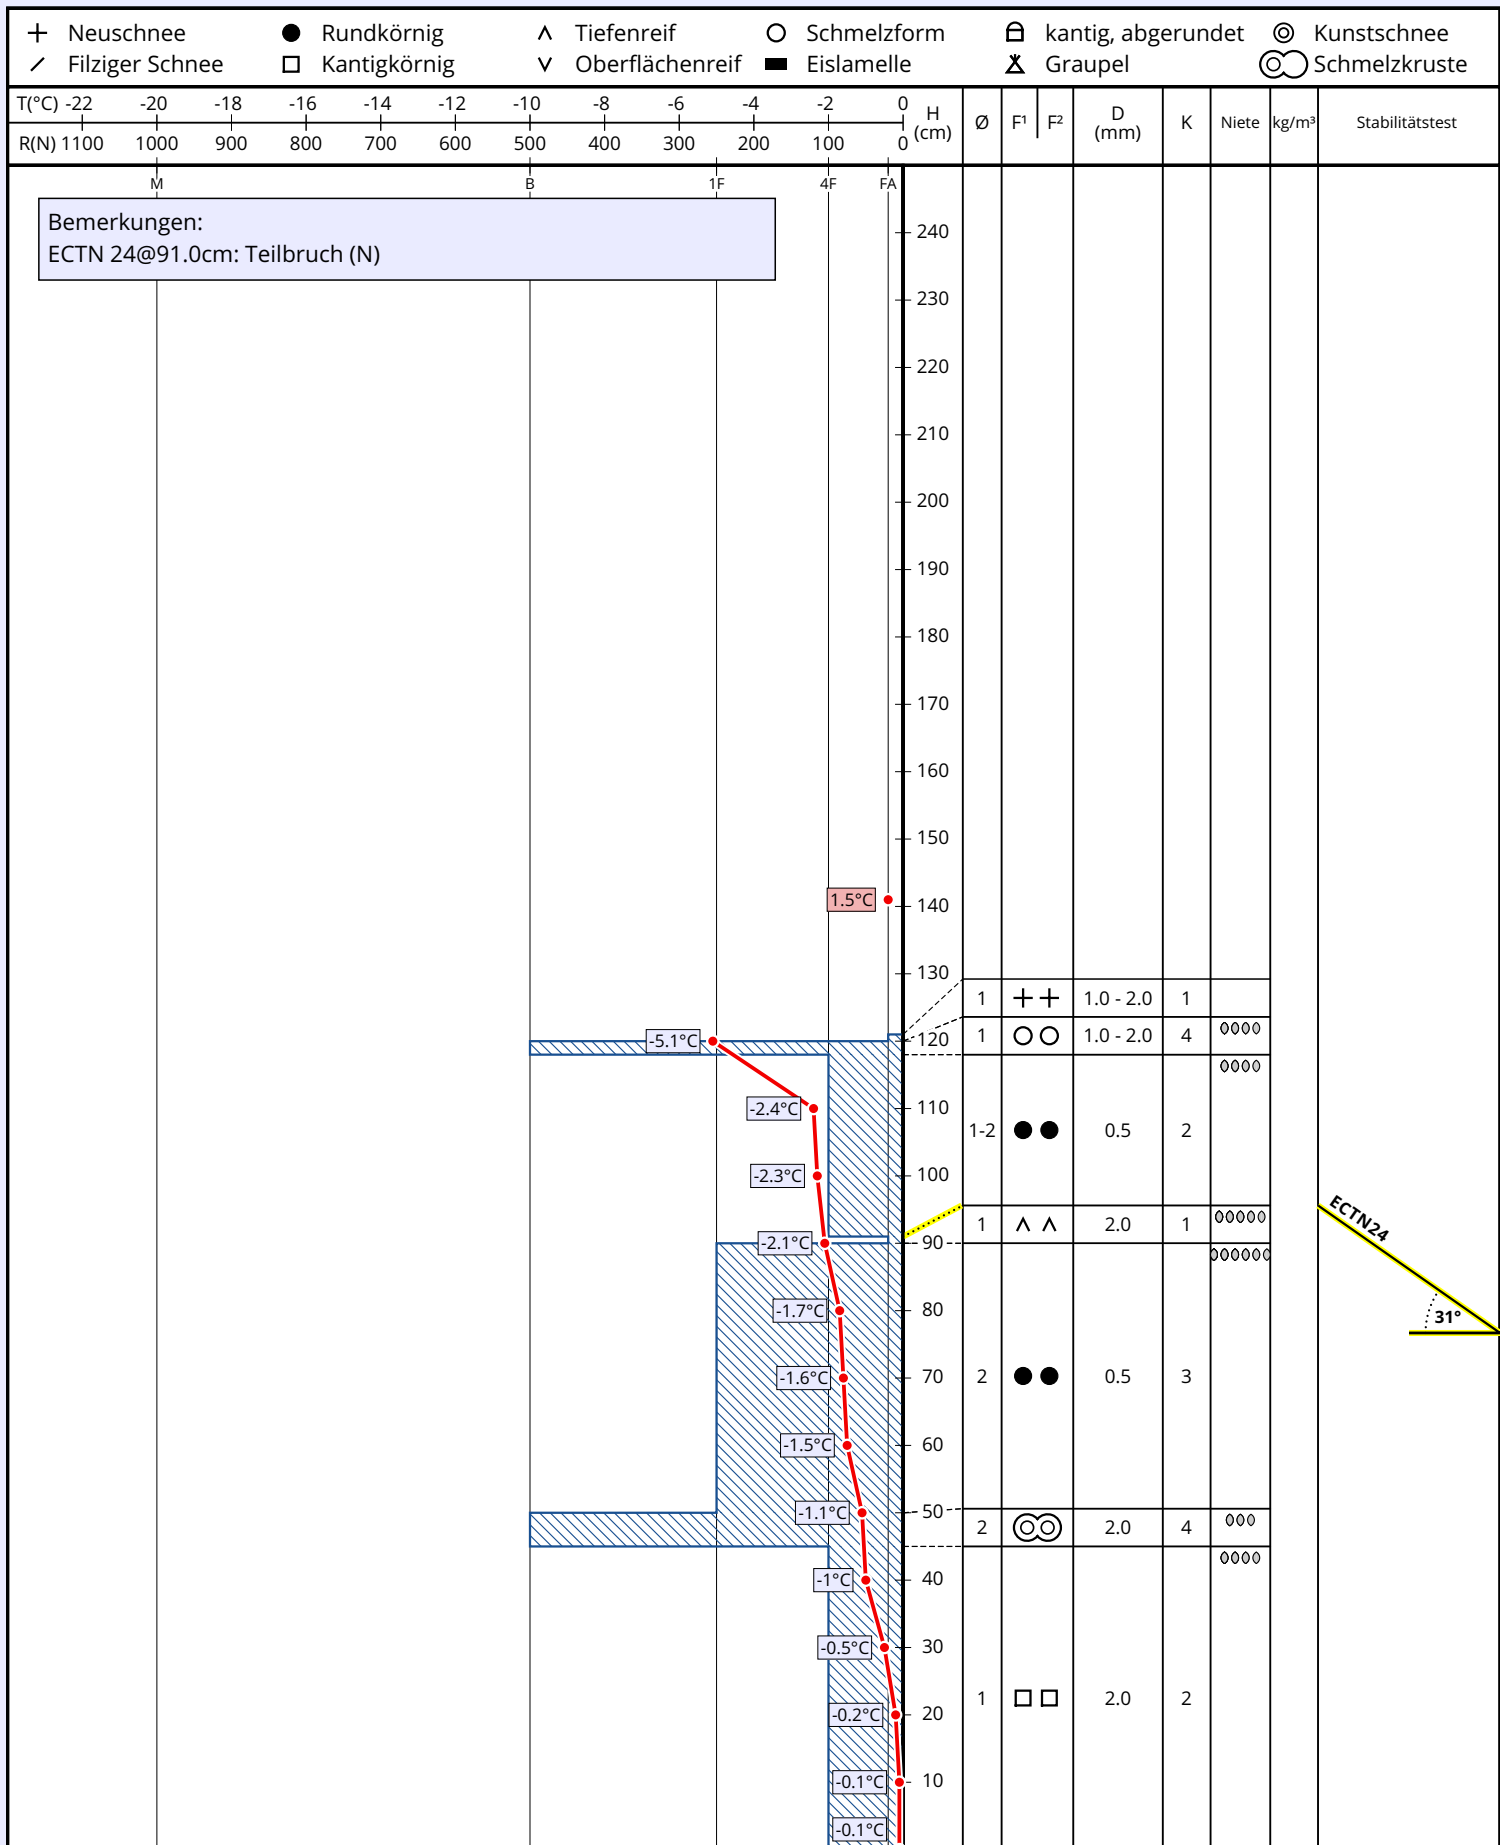 Neuschnee Rundkörnig Tiefenreif Schmelzform kantig, abgerundet Kunstschnee
Filziger Schnee Kantigkörnig Oberflächenreif Eislamelle Graupel Schmelzkruste
T(°C) -22 -20 -18 -16 -14 -12 -10 -8 -6 -4 -2 0
R(N) 1100 1000 900 800 700 600 500 400 300 200 100 0
H (cm) Ø F¹ F² D (mm) K Niete kg/m³ Stabilitätstest
M B 1F 4F FA
Bemerkungen:
ECTN 24@91.0cm: Teilbruch (N)
240
230
220
210
200
190
180
170
160
150
1.5°C 140
130
1 1.0 - 2.0 1
-5.1°C 120 1 1.0 - 2.0 4
-2.4°C 110
1-2 0.5 2
-2.3°C 100
ECTN24
1 2.0 1
-2.1°C 90
-1.7°C 80
31°
-1.6°C 70 2 0.5 3
-1.5°C 60
-1.1°C 50
2 2.0 4
-1°C 40
-0.5°C 30
1 2.0 2
-0.2°C 20
-0.1°C 10
-0.1°C